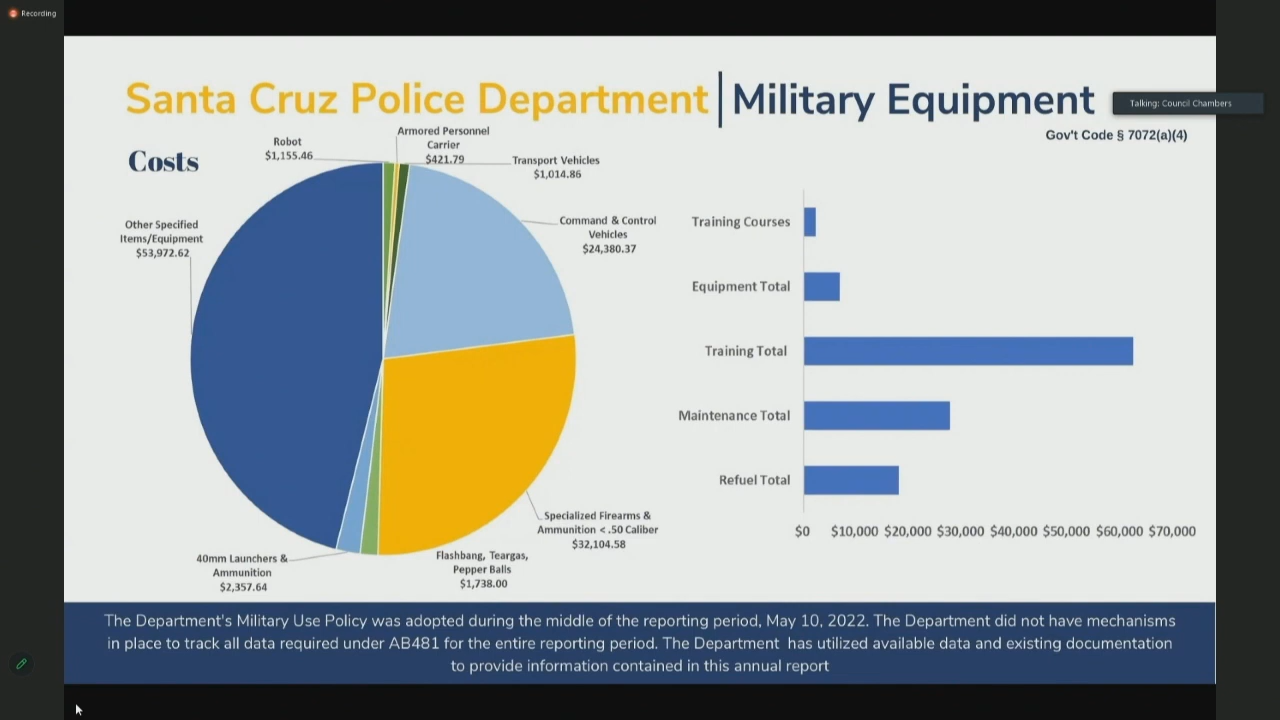 Recording
Santa Cruz Police Department
Military Equipment
Talking: Council Chambers
Gov't Code § 7072(a)(4)
Costs
Robot
$1,155.46
Armored Personnel
Carrier
$421.79
Transport Vehicles
$1,014.86
Command & Control
Vehicles
$24,380.37
Other Specified
Items/Equipment
$53,972.62
Specialized Firearms &
Ammunition < .50 Caliber
$32,104.58
Flashbang, Teargas,
Pepper Balls
$1,738.00
40mm Launchers &
Ammunition
$2,357.64
Training Courses
Equipment Total
Training Total
Maintenance Total
Refuel Total
$0 $10,000 $20,000 $30,000 $40,000 $50,000 $60,000 $70,000
The Department's Military Use Policy was adopted during the middle of the reporting period, May 10, 2022. The Department did not have mechanisms
in place to track all data required under AB481 for the entire reporting period. The Department has utilized available data and existing documentation
to provide information contained in this annual report